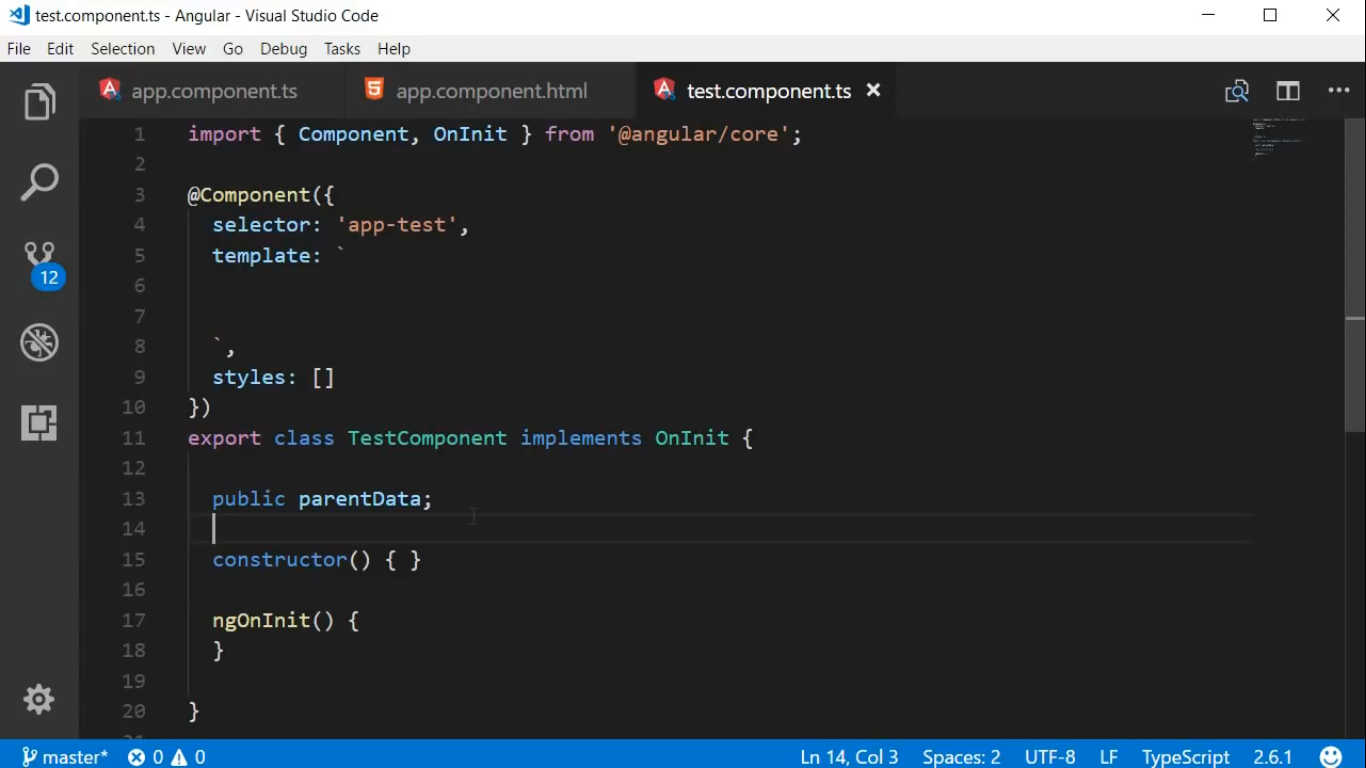 test.component.ts - Angular - Visual Studio Code
File Edit Selection View Go Debug Tasks Help
app.component.ts app.component.html test.component.ts
1 import { Component, OnInit } from '@angular/core';
2
3 @Component({
4 selector: 'app-test',
5 template: `
6
7
8 `,
9 styles: []
10 })
11 export class TestComponent implements OnInit {
12
13 public parentData;
14
15 constructor() { }
16
17 ngOnInit() {
18 }
19
20 }
12
master* 0 0 Ln 14, Col 3 Spaces: 2 UTF-8 LF TypeScript 2.6.1